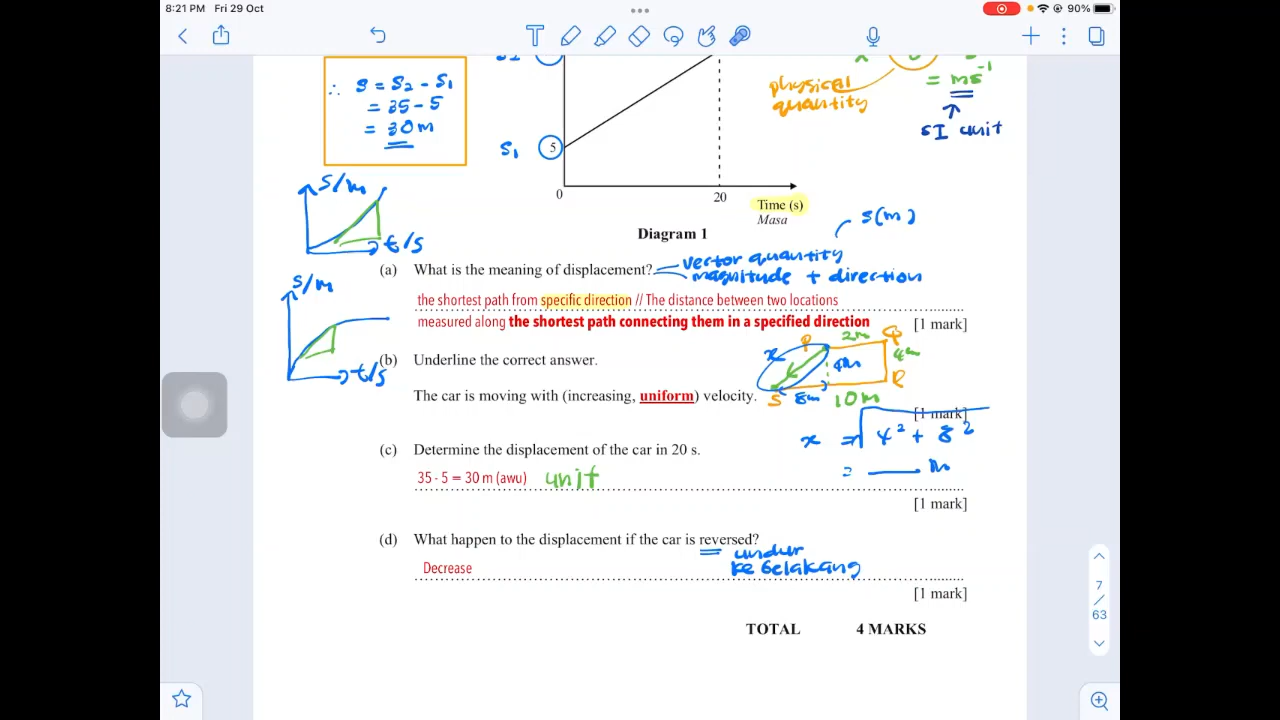 8:21 PM Fri 29 Oct
90%
∴ S = S2 - S1
= 35 - 5
= 30m
physical
quantity
= ms-1
SI unit
S1 5
0
20
Time (s)
Masa
Diagram 1
S/m
t/s
S/m
t/s
s(m)
(a) What is the meaning of displacement?
vector quantity
magnitude + direction
the shortest path from specific direction // The distance between two locations
measured along the shortest path connecting them in a specified direction
[1 mark]
(b) Underline the correct answer.
The car is moving with (increasing, uniform) velocity.
[1 mark]
P 2m Q
x 4m 4m
S 8m 10m R
x = √4² + 8²
= ____ m
(c) Determine the displacement of the car in 20 s.
35 - 5 = 30 m (awu) unit
[1 mark]
(d) What happen to the displacement if the car is reversed?
= undur
ke belakang
Decrease
[1 mark]
TOTAL 4 MARKS
7
/
63